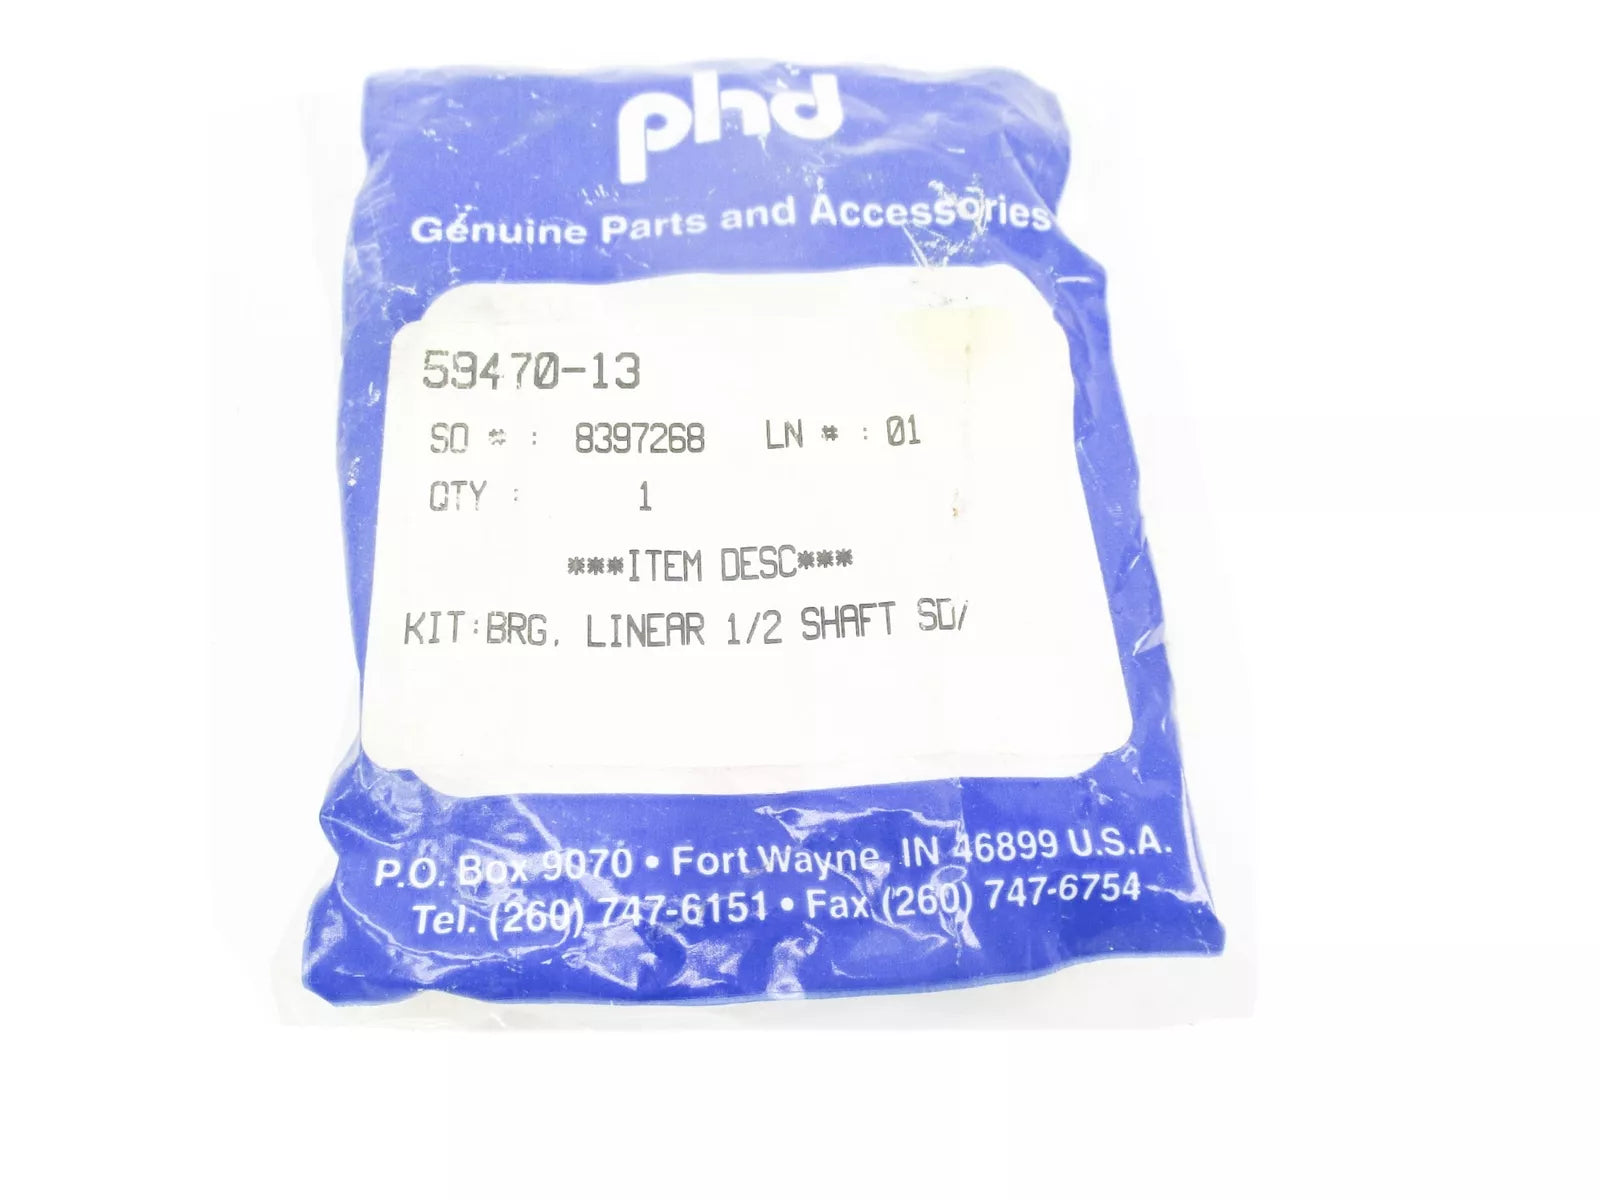 phd
Genuine Parts and Accessories
59470-13
SO # : 8397268 LN # : 01
QTY : 1
***ITEM DESC***
KIT:BRG, LINEAR 1/2 SHAFT SD/
P.O. Box 9070 • Fort Wayne, IN 46899 U.S.A.
Tel. (260) 747-6151 • Fax (260) 747-6754